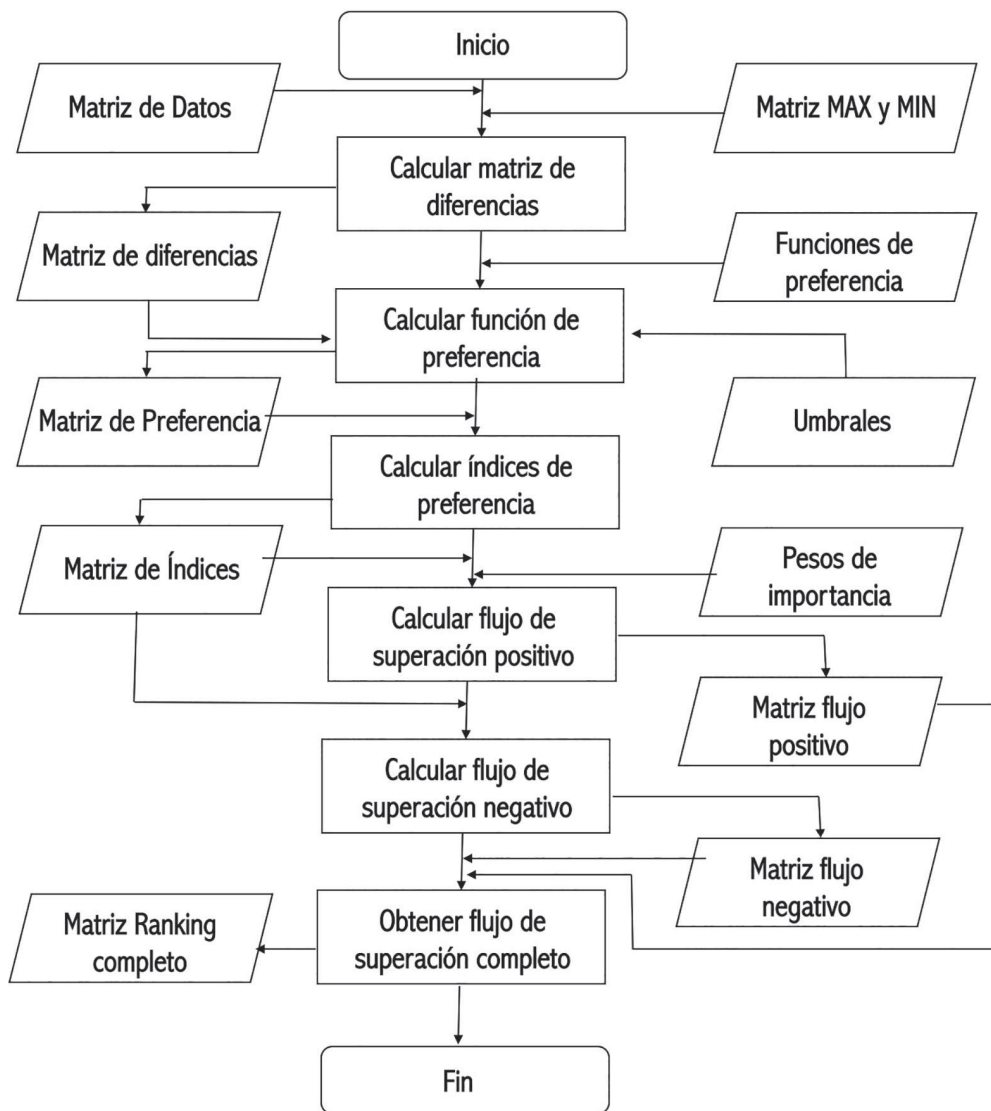 Inicio
Matriz de Datos
Matriz MAX y MIN
Calcular matriz de
diferencias
Matriz de diferencias
Funciones de
preferencia
Calcular función de
preferencia
Matriz de Preferencia
Umbrales
Calcular índices de
preferencia
Matriz de Índices
Pesos de
importancia
Calcular flujo de
superación positivo
Matriz flujo
positivo
Calcular flujo de
superación negativo
Matriz flujo
negativo
Matriz Ranking
completo
Obtener flujo de
superación completo
Fin